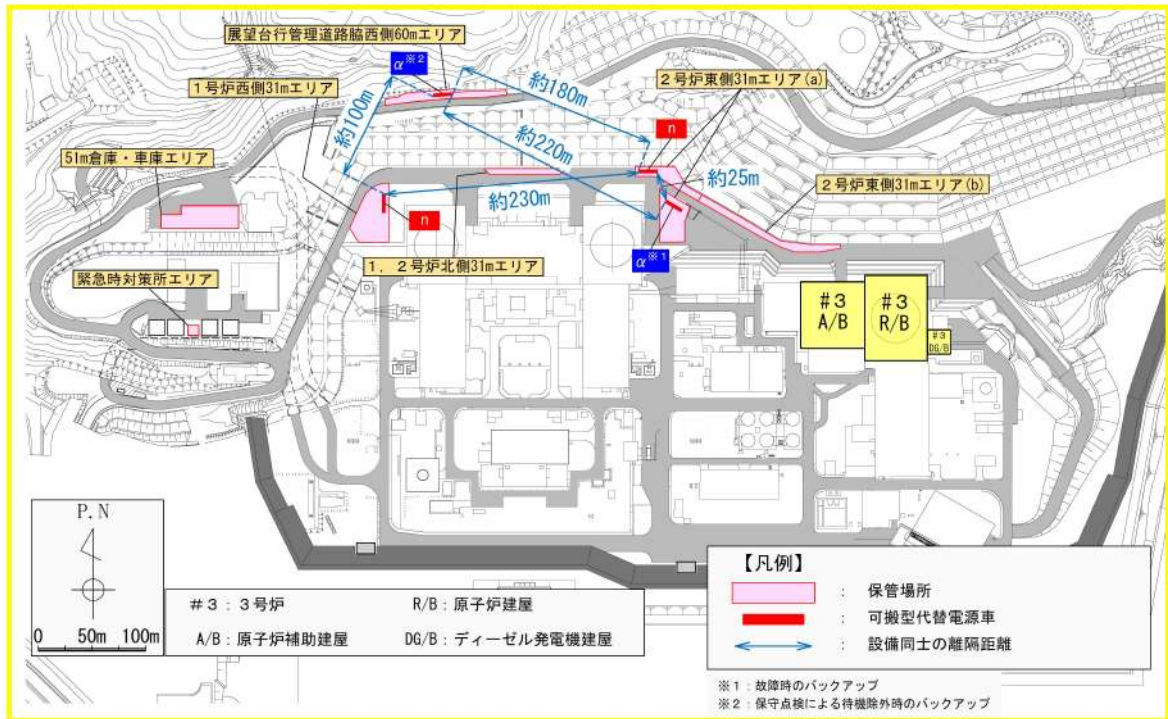 展望台行管理道路脇西側60mエリア
α※2
1号炉西側31mエリア
約180m
2号炉東側31mエリア(a)
約100m
n
約220m
51m倉庫・車庫エリア
約25m
2号炉東側31mエリア(b)
約230m
n
α※1
1，2号炉北側31mエリア
緊急時対策所エリア
#3
A/B
#3
R/B
#3
DG/B
P.N
0 50m 100m
#3：3号炉
R/B：原子炉建屋
A/B：原子炉補助建屋
DG/B：ディーゼル発電機建屋
【凡例】
： 保管場所
： 可搬型代替電源車
： 設備同士の離隔距離
※1：故障時のバックアップ
※2：保守点検による待機除外時のバックアップ